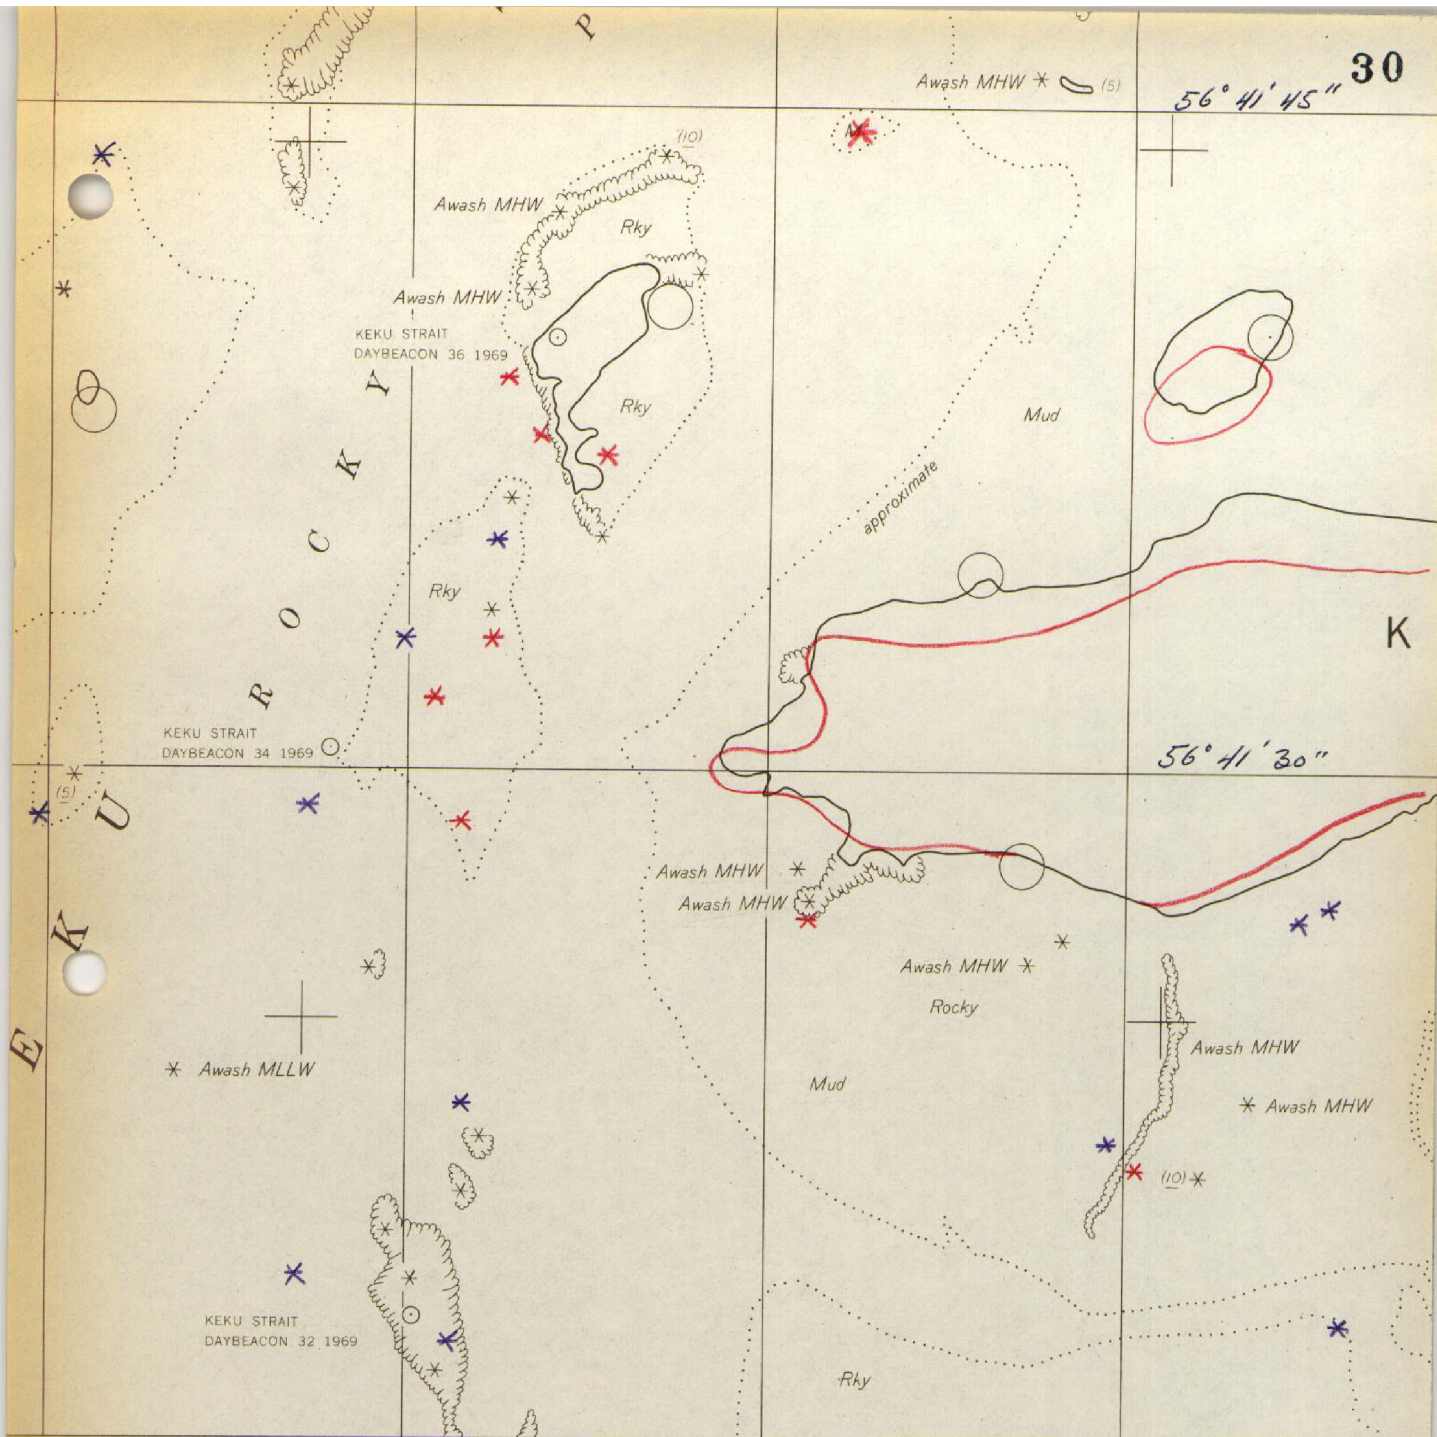 P
30
Awash MHW (5)
56° 41' 45"
M
(10)
Awash MHW
Rky
Awash MHW
KEKU STRAIT
DAYBEACON 36 1969
Rky
Mud
approximate
R O C K Y
Rky
K
KEKU STRAIT
DAYBEACON 34 1969
56° 41' 30"
(5)
E K U
Awash MHW
Awash MHW
Awash MHW
Rocky
Awash MHW
Awash MLLW
Mud
Awash MHW
(10)
KEKU STRAIT
DAYBEACON 32 1969
Rky